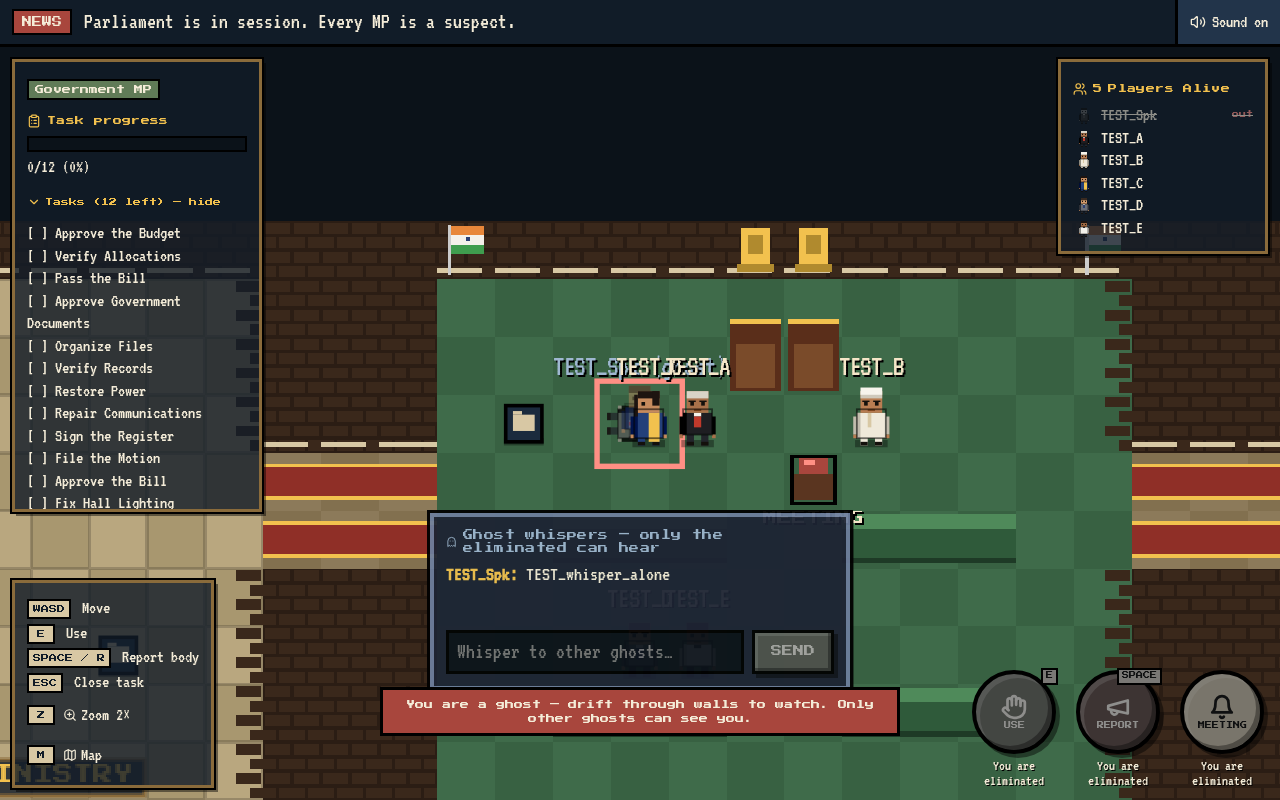 NEWS Parliament is in session. Every MP is a suspect.
Sound on
Government MP
Task progress
0/12 (0%)
Tasks (12 left) — hide
[ ] Approve the Budget
[ ] Verify Allocations
[ ] Pass the Bill
[ ] Approve Government
Documents
[ ] Organize Files
[ ] Verify Records
[ ] Restore Power
[ ] Repair Communications
[ ] Sign the Register
[ ] File the Motion
[ ] Approve the Bill
[ ] Fix Hall Lighting
5 Players Alive
TEST_Spk out
TEST_A
TEST_B
TEST_C
TEST_D
TEST_E
TEST_A
TEST_B
MEETING
Ghost whispers — only the
eliminated can hear
TEST_Spk: TEST_whisper_alone
TEST_E
Whisper to other ghosts…
SEND
You are a ghost — drift through walls to watch. Only
other ghosts can see you.
WASD Move
E Use
SPACE / R Report body
ESC Close task
Z Zoom 2X
M Map
E
USE
You are
eliminated
SPACE
REPORT
You are
eliminated
MEETING
You are
eliminated